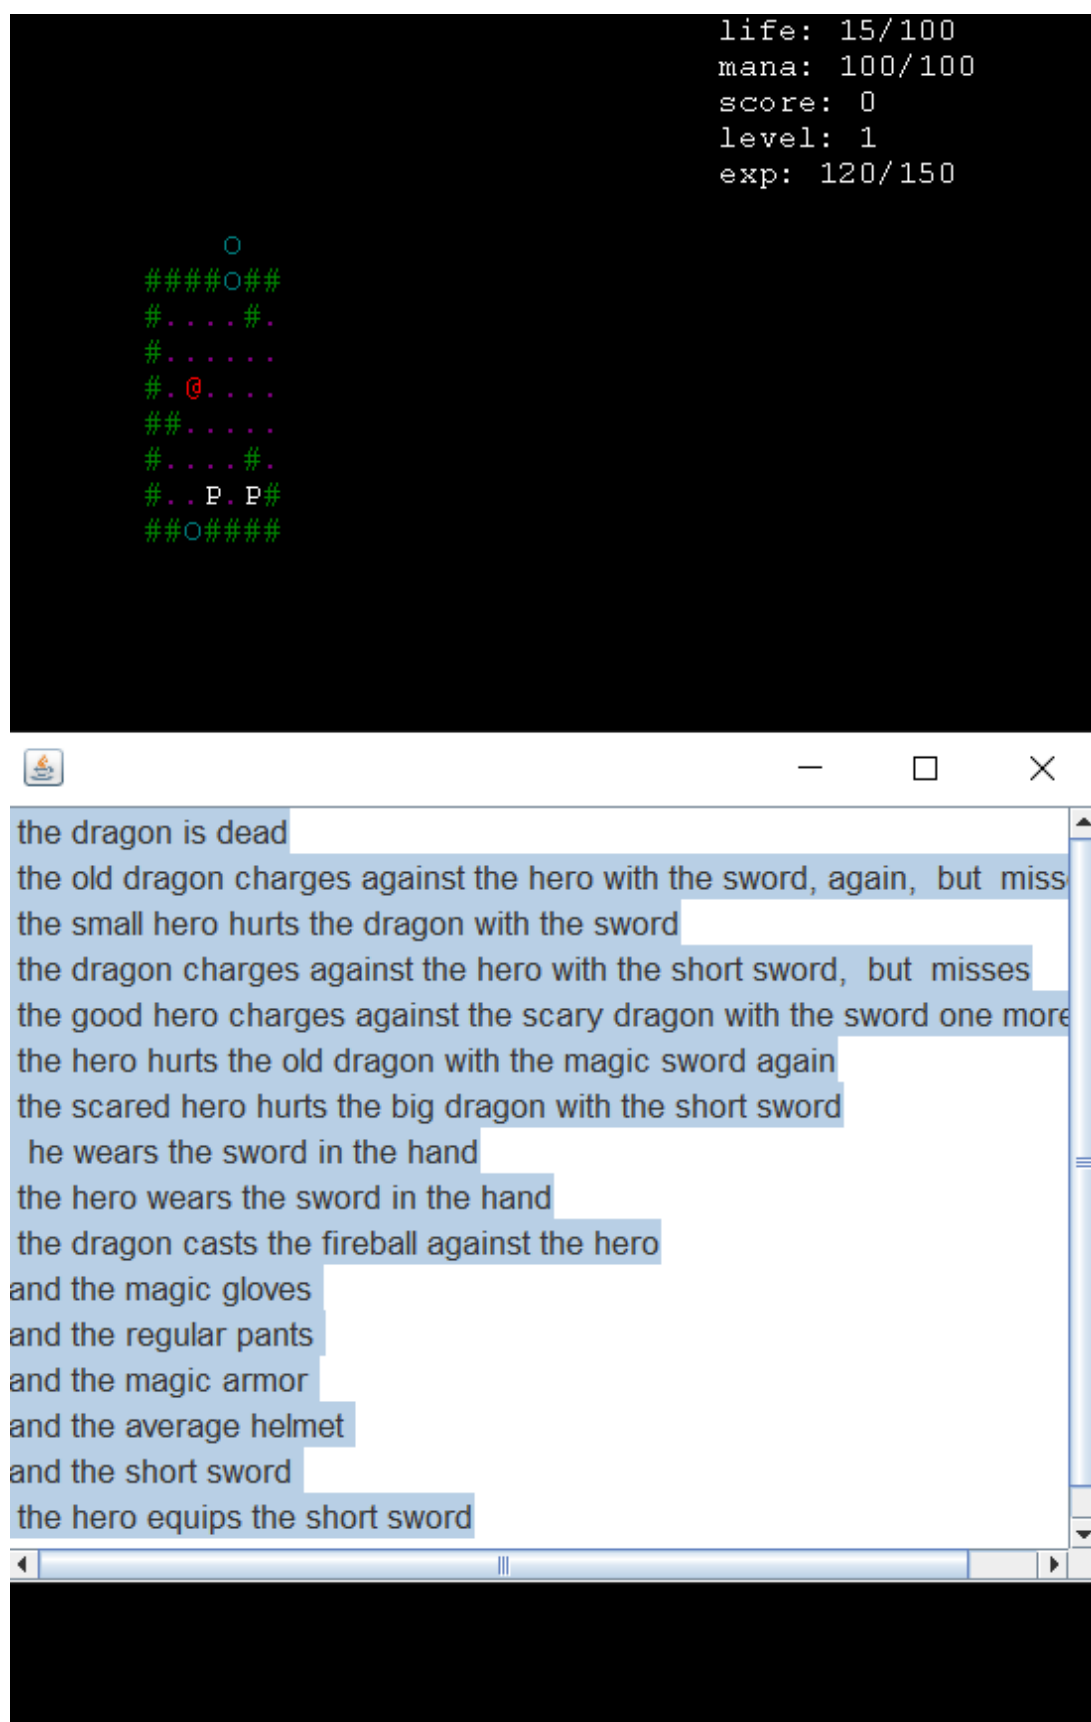 life: 15/100
mana: 100/100
score: 0
level: 1
exp: 120/150
O
####O##
#....#.
#......
#.@....
##.....
#....#.
#..P.P#
##O####
the dragon is dead
the old dragon charges against the hero with the sword, again,  but  miss
the small hero hurts the dragon with the sword
the dragon charges against the hero with the short sword,  but  misses
the good hero charges against the scary dragon with the sword one more
the hero hurts the old dragon with the magic sword again
the scared hero hurts the big dragon with the short sword
he wears the sword in the hand
the hero wears the sword in the hand
the dragon casts the fireball against the hero
and the magic gloves
and the regular pants
and the magic armor
and the average helmet
and the short sword
the hero equips the short sword